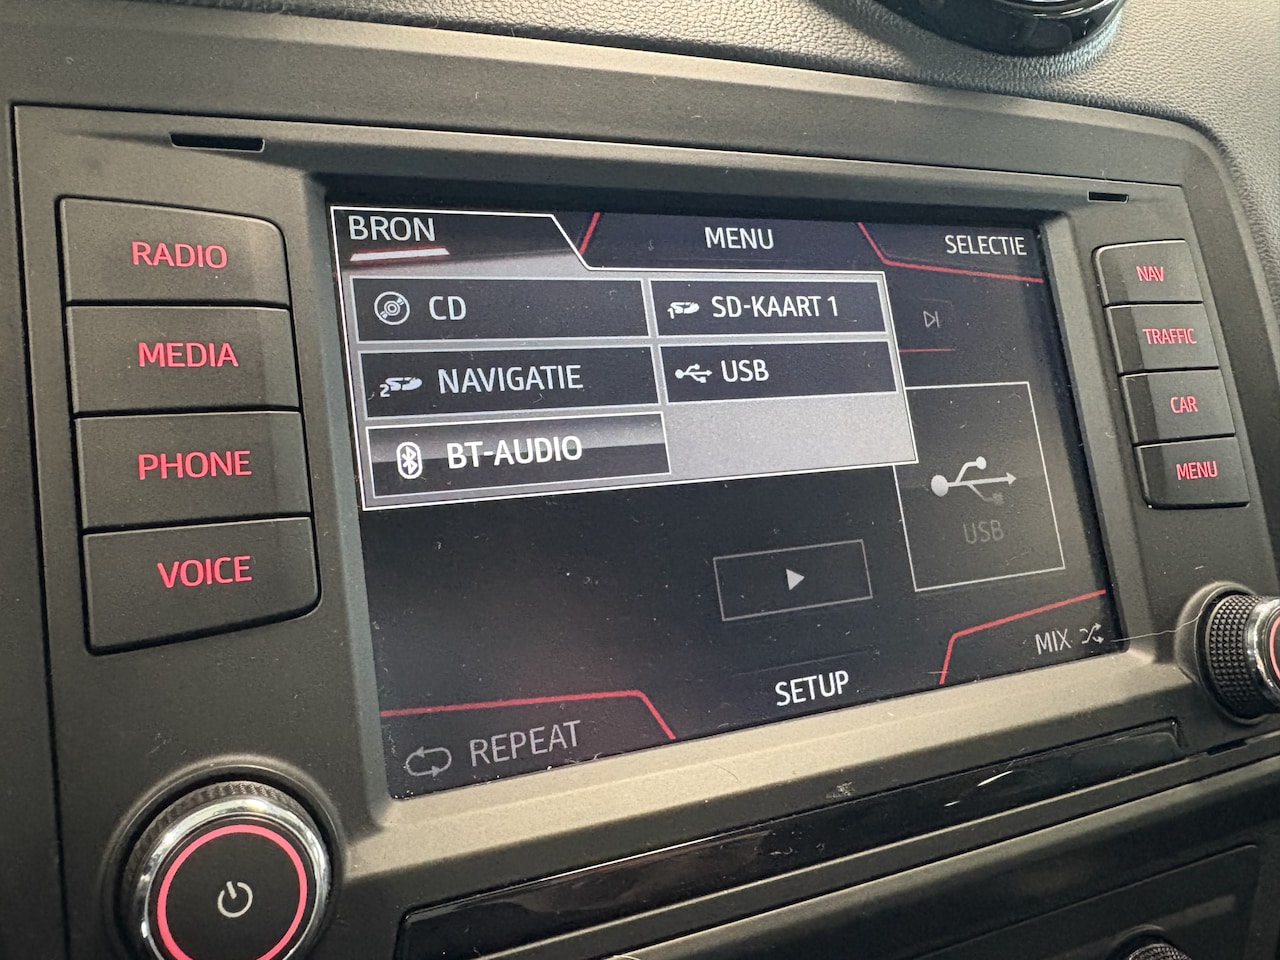 RADIO
MEDIA
PHONE
VOICE
BRON
MENU
SELECTIE
CD
SD-KAART 1
NAVIGATIE
USB
BT-AUDIO
USB
MIX
SETUP
REPEAT
NAV
TRAFFIC
CAR
MENU